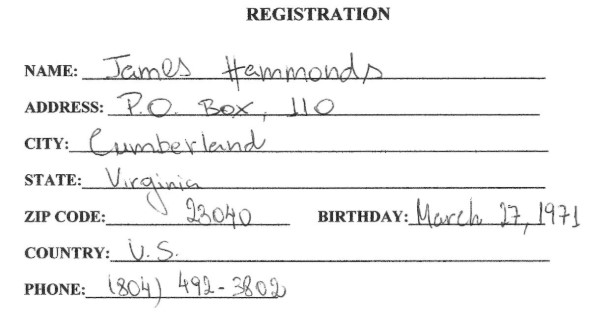 REGISTRATION
NAME: James Hammonds
ADDRESS: P.O. Box, 110
CITY: Cumberland
STATE: Virginia
ZIP CODE: 23040 BIRTHDAY: March 27, 1971
COUNTRY: U.S.
PHONE: (804) 492-3802